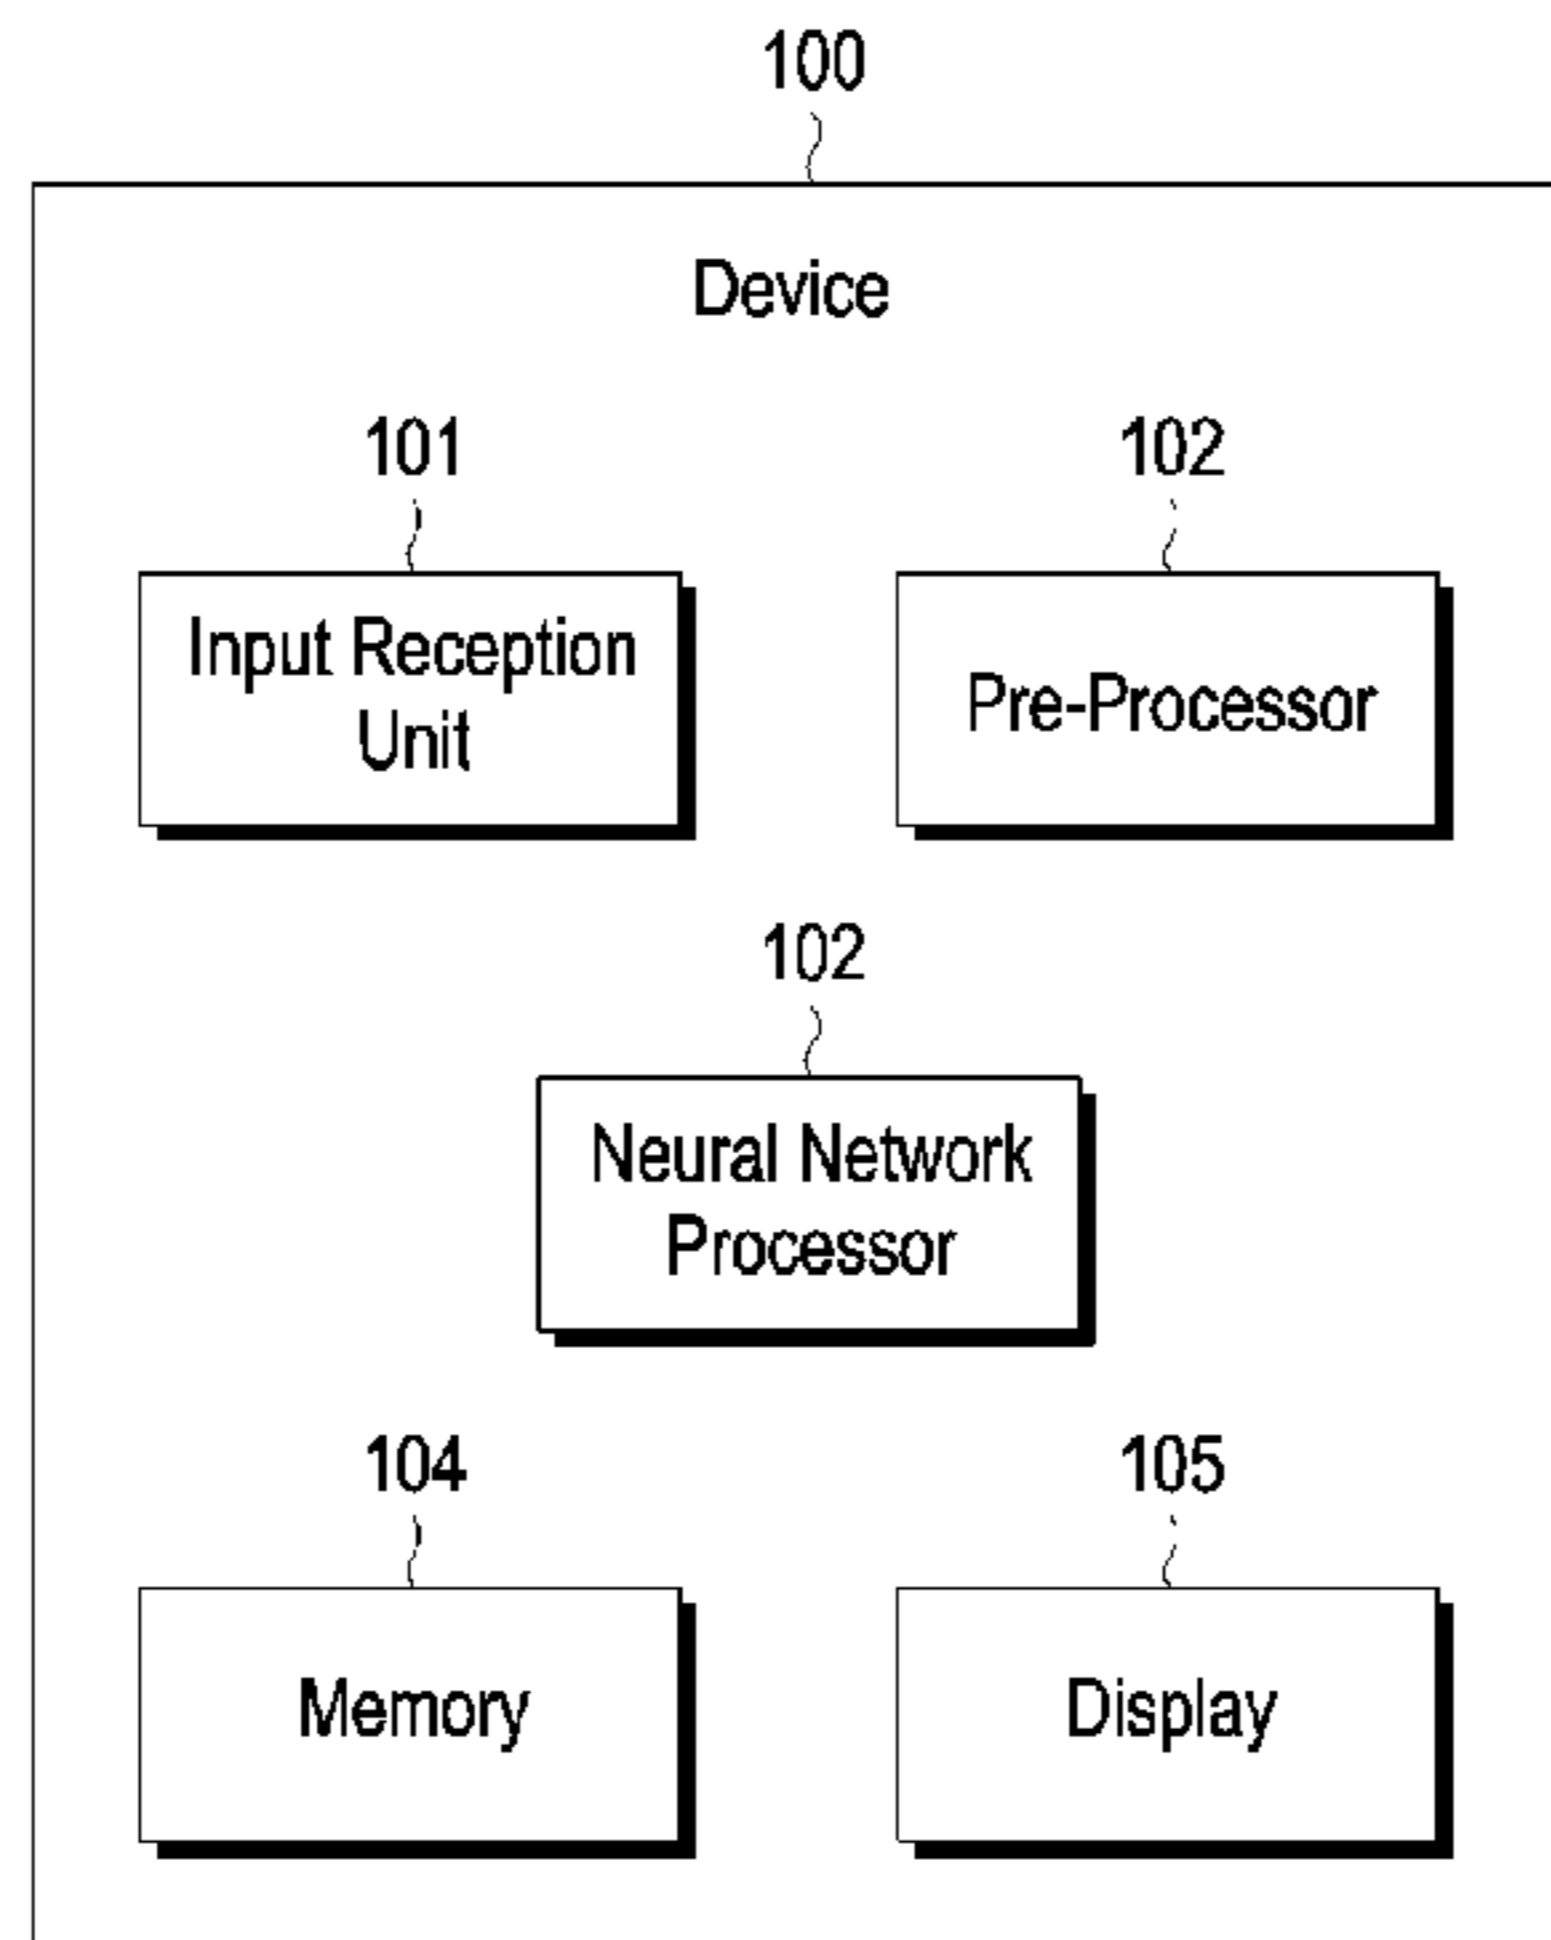 100
Device
101
102
Input Reception
Unit
Pre-Processor
102
Neural Network
Processor
104
105
Memory
Display